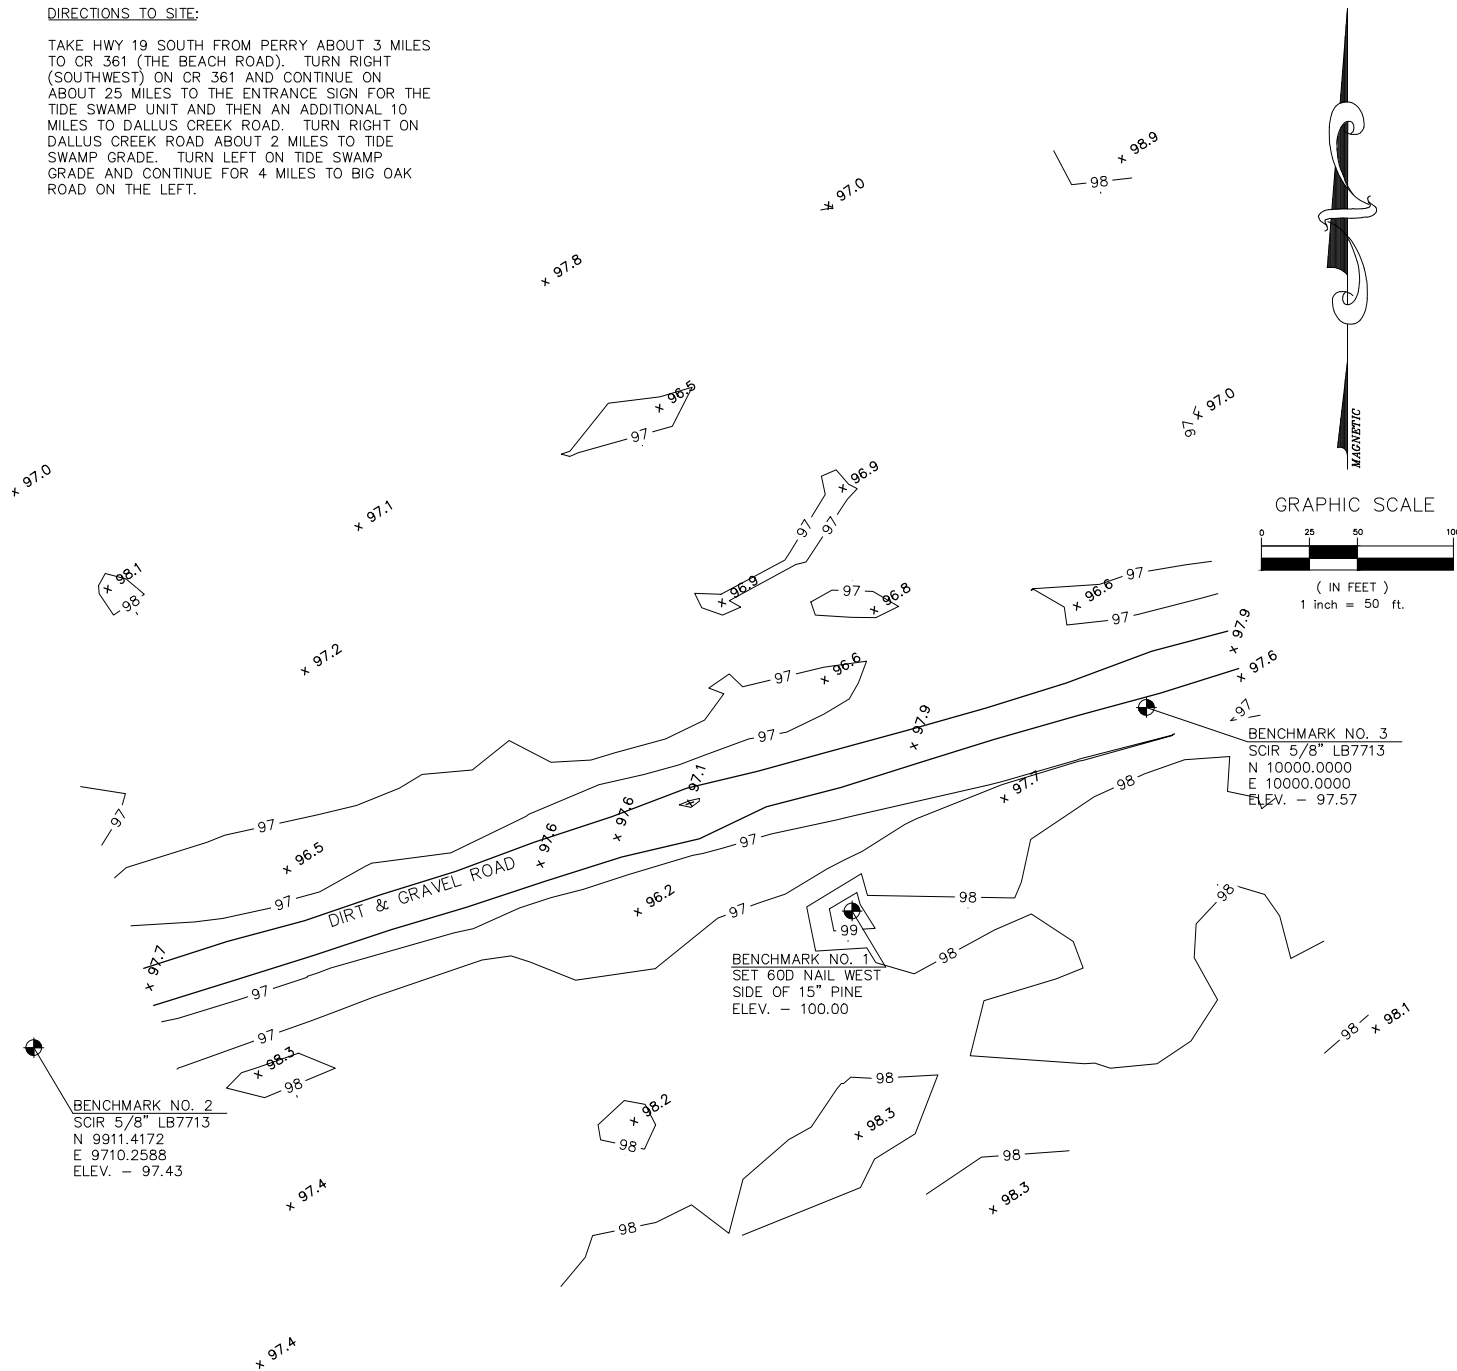 DIRECTIONS TO SITE:
TAKE HWY 19 SOUTH FROM PERRY ABOUT 3 MILES
TO CR 361 (THE BEACH ROAD). TURN RIGHT
(SOUTHWEST) ON CR 361 AND CONTINUE ON
ABOUT 25 MILES TO THE ENTRANCE SIGN FOR THE
TIDE SWAMP UNIT AND THEN AN ADDITIONAL 10
MILES TO DALLUS CREEK ROAD. TURN RIGHT ON
DALLUS CREEK ROAD ABOUT 2 MILES TO TIDE
SWAMP GRADE. TURN LEFT ON TIDE SWAMP
GRADE AND CONTINUE FOR 4 MILES TO BIG OAK
ROAD ON THE LEFT.
x 98.9
98
x 97.0
x 97.8
MAGNETIC
x 96.5
97
x 97.0
97
x 97.0
x 97.1
x 96.9
97
97
GRAPHIC SCALE
0 25 50 100
( IN FEET )
1 inch = 50 ft.
x 98.1
98
x 96.9
97
x 96.8
97
x 96.6
97
x 97.2
+ 97.9
x 97.6
97
x 96.6
97
+ 97.9
97
BENCHMARK NO. 3
SCIR 5/8" LB7713
N 10000.0000
E 10000.0000
ELEV. - 97.57
+ 97.1
x 97.7
98
97
97
+ 97.6
+ 97.6
97
x 96.5
DIRT & GRAVEL ROAD
97
x 96.2
97
98
98
99
BENCHMARK NO. 1
SET 60D NAIL WEST
SIDE OF 15" PINE
ELEV. - 100.00
98
+ 97.7
97
97
x 98.1
98
x 98.3
98
BENCHMARK NO. 2
SCIR 5/8" LB7713
N 9911.4172
E 9710.2588
ELEV. - 97.43
98
x 98.2
98
x 98.3
98
x 98.3
x 97.4
98
x 97.4